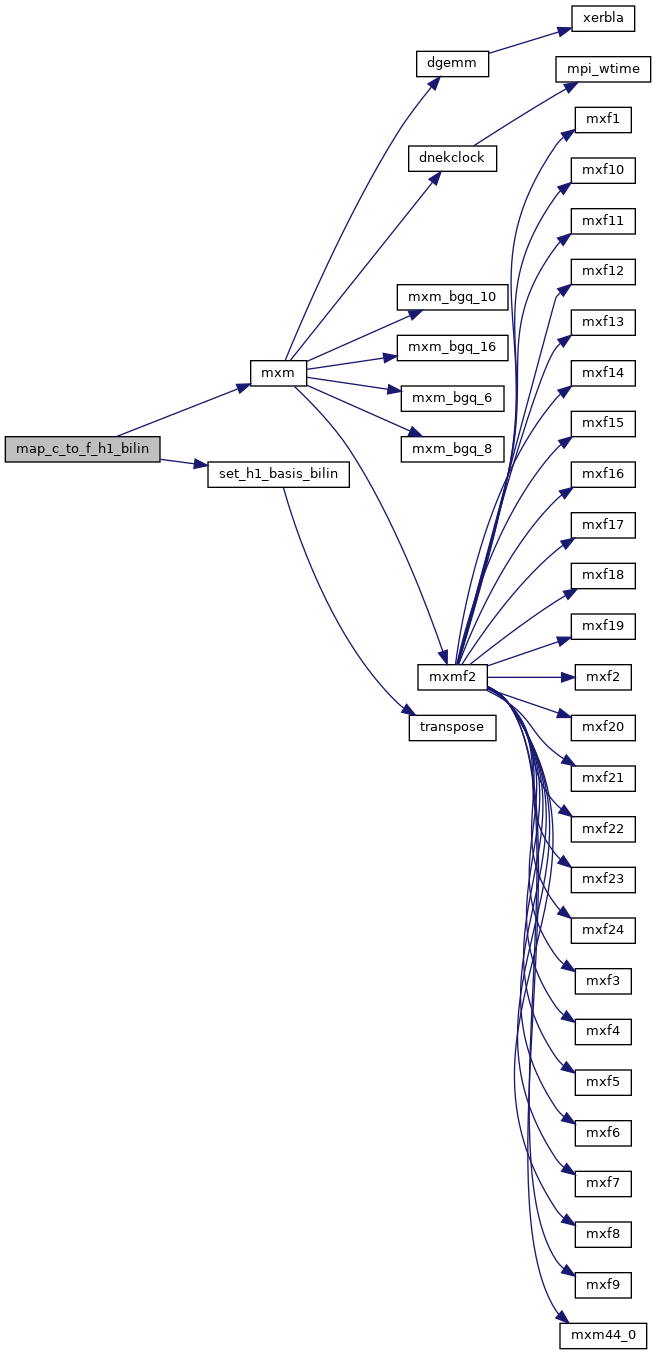 xerbla
dgemm
mpi_wtime
mxf1
dnekclock
mxf10
mxf11
mxf12
mxm_bgq_10
mxf13
mxm_bgq_16
mxm
mxf14
mxm_bgq_6
mxf15
map_c_to_f_h1_bilin
mxm_bgq_8
set_h1_basis_bilin
mxf16
mxf17
mxf18
mxf19
mxmf2
mxf2
transpose
mxf20
mxf21
mxf22
mxf23
mxf24
mxf3
mxf4
mxf5
mxf6
mxf7
mxf8
mxf9
mxm44_0